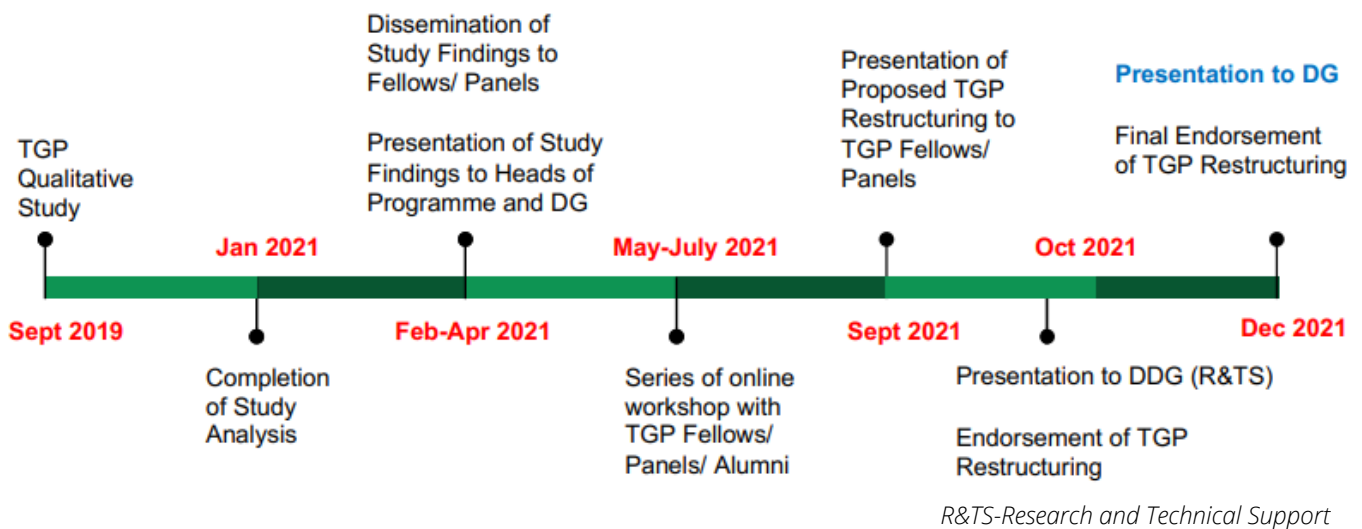 TGP
Qualitative
Study
Sept 2019
Jan 2021
Completion
of Study
Analysis
Dissemination of
Study Findings to
Fellows/ Panels
Presentation of Study
Findings to Heads of
Programme and DG
Feb-Apr 2021
May-July 2021
Series of online
workshop with
TGP Fellows/
Panels/ Alumni
Presentation of
Proposed TGP
Restructuring to
TGP Fellows/
Panels
Sept 2021
Oct 2021
Presentation to DDG (R&TS)
Endorsement of TGP
Restructuring
Presentation to DG
Final Endorsement
of TGP Restructuring
Dec 2021
R&TS-Research and Technical Support